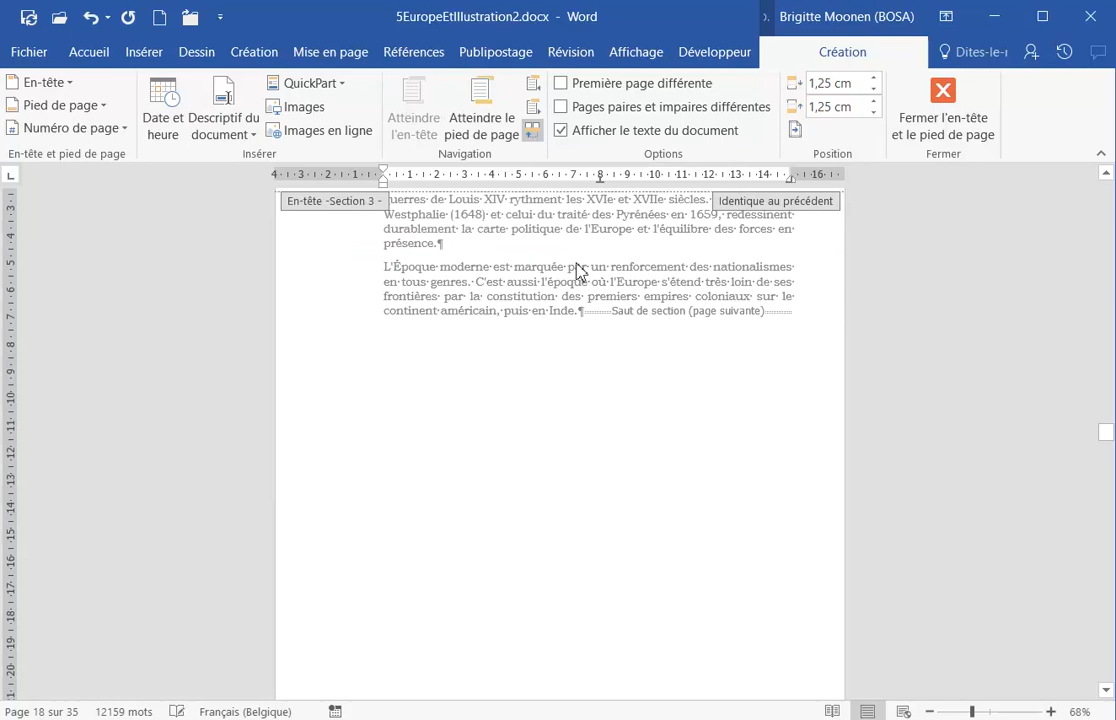 5EuropeEtIllustration2.docx - Word
Brigitte Moonen (BOSA)
Fichier Accueil Insérer Dessin Création Mise en page Références Publipostage Révision Affichage Développeur Création Dites-le-
En-tête
Pied de page
Numéro de page
En-tête et pied de page
Date et heure
Descriptif du document
QuickPart
Images
Images en ligne
Insérer
Atteindre l'en-tête
Atteindre le pied de page
Navigation
Première page différente
Pages paires et impaires différentes
Afficher le texte du document
Options
1,25 cm
1,25 cm
Position
Fermer l'en-tête et le pied de page
Fermer
En-tête -Section 3 -
Identique au précédent
guerres de Louis XIV rythment les XVIe et XVIIe siècles.
Westphalie (1648) et celui du traité des Pyrénées en 1659, redessinent
durablement la carte politique de l'Europe et l'équilibre des forces en
présence.¶
L'Époque moderne est marquée par un renforcement des nationalismes
en tous genres. C'est aussi l'époque où l'Europe s'étend très loin de ses
frontières par la constitution des premiers empires coloniaux sur le
continent américain, puis en Inde.¶ Saut de section (page suivante)
Page 18 sur 35 12159 mots Français (Belgique) 68%